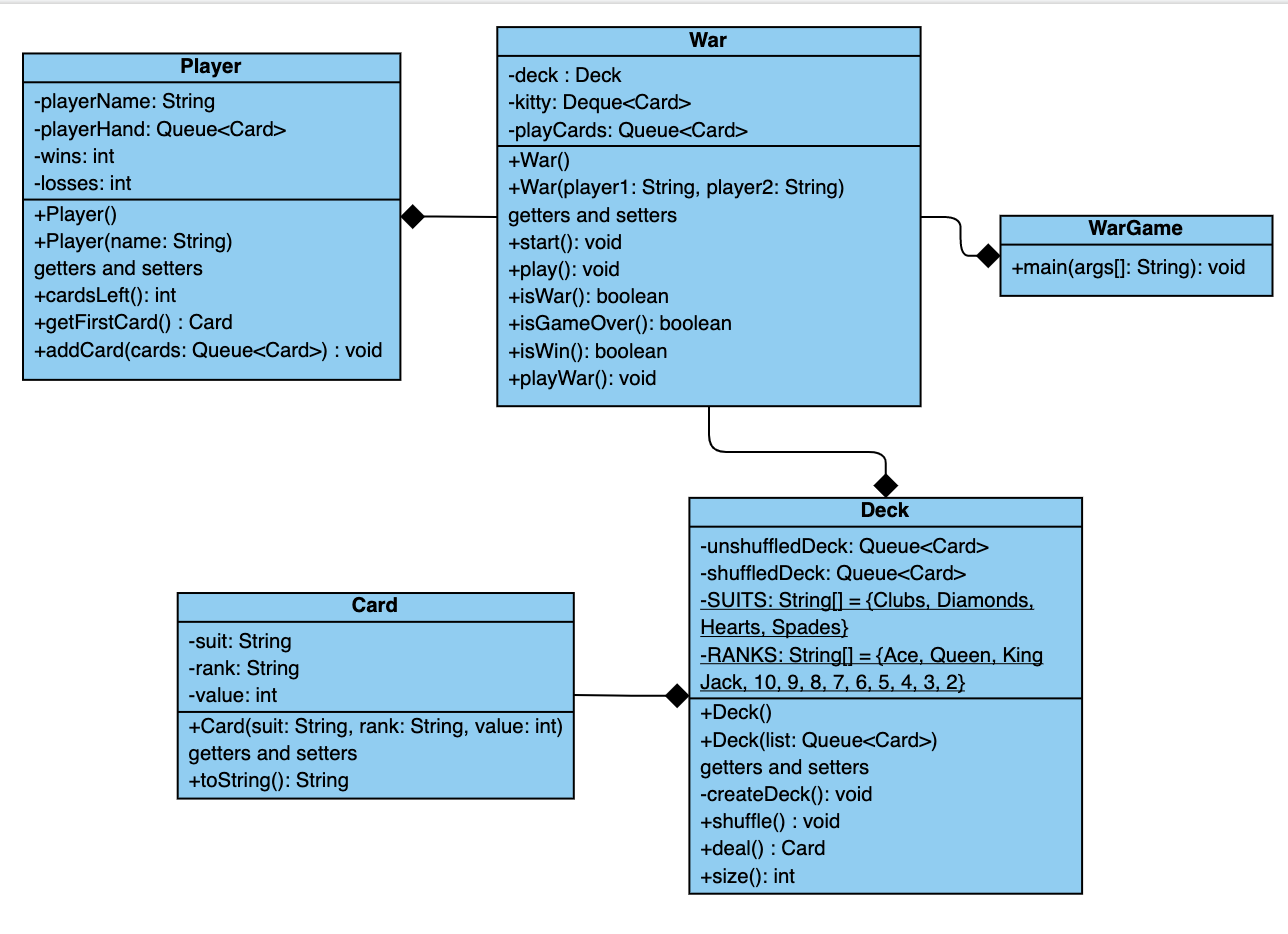 Player
-playerName: String
-playerHand: Queue<Card>
-wins: int
-losses: int
+Player()
+Player(name: String)
getters and setters
+cardsLeft(): int
+getFirstCard() : Card
+addCard(cards: Queue<Card>) : void
War
-deck : Deck
-kitty: Deque<Card>
-playCards: Queue<Card>
+War()
+War(player1: String, player2: String)
getters and setters
+start(): void
+play(): void
+isWar(): boolean
+isGameOver(): boolean
+isWin(): boolean
+playWar(): void
WarGame
+main(args[]: String): void
Card
-suit: String
-rank: String
-value: int
+Card(suit: String, rank: String, value: int)
getters and setters
+toString(): String
Deck
-unshuffledDeck: Queue<Card>
-shuffledDeck: Queue<Card>
-SUITS: String[] = {Clubs, Diamonds,
Hearts, Spades}
-RANKS: String[] = {Ace, Queen, King
Jack, 10, 9, 8, 7, 6, 5, 4, 3, 2}
+Deck()
+Deck(list: Queue<Card>)
getters and setters
-createDeck(): void
+shuffle() : void
+deal() : Card
+size(): int